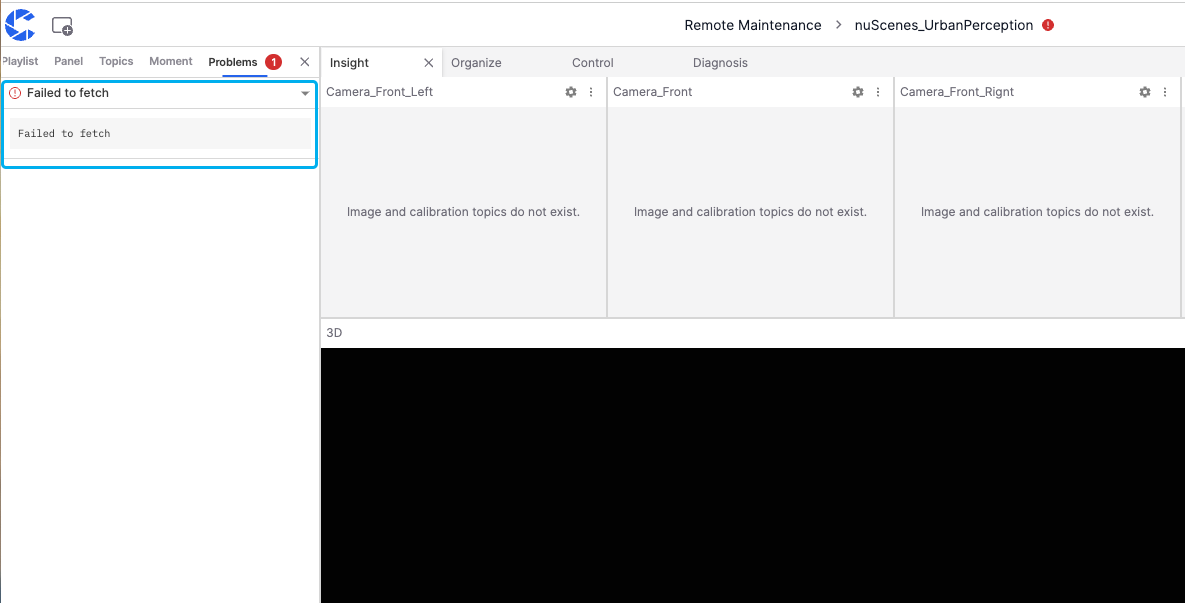 Remote Maintenance > nuScenes_UrbanPerception
Playlist Panel Topics Moment Problems 1
Insight Organize Control Diagnosis
Failed to fetch
Failed to fetch
Camera_Front_Left Camera_Front Camera_Front_Rignt
Image and calibration topics do not exist. Image and calibration topics do not exist. Image and calibration topics do not exist.
3D